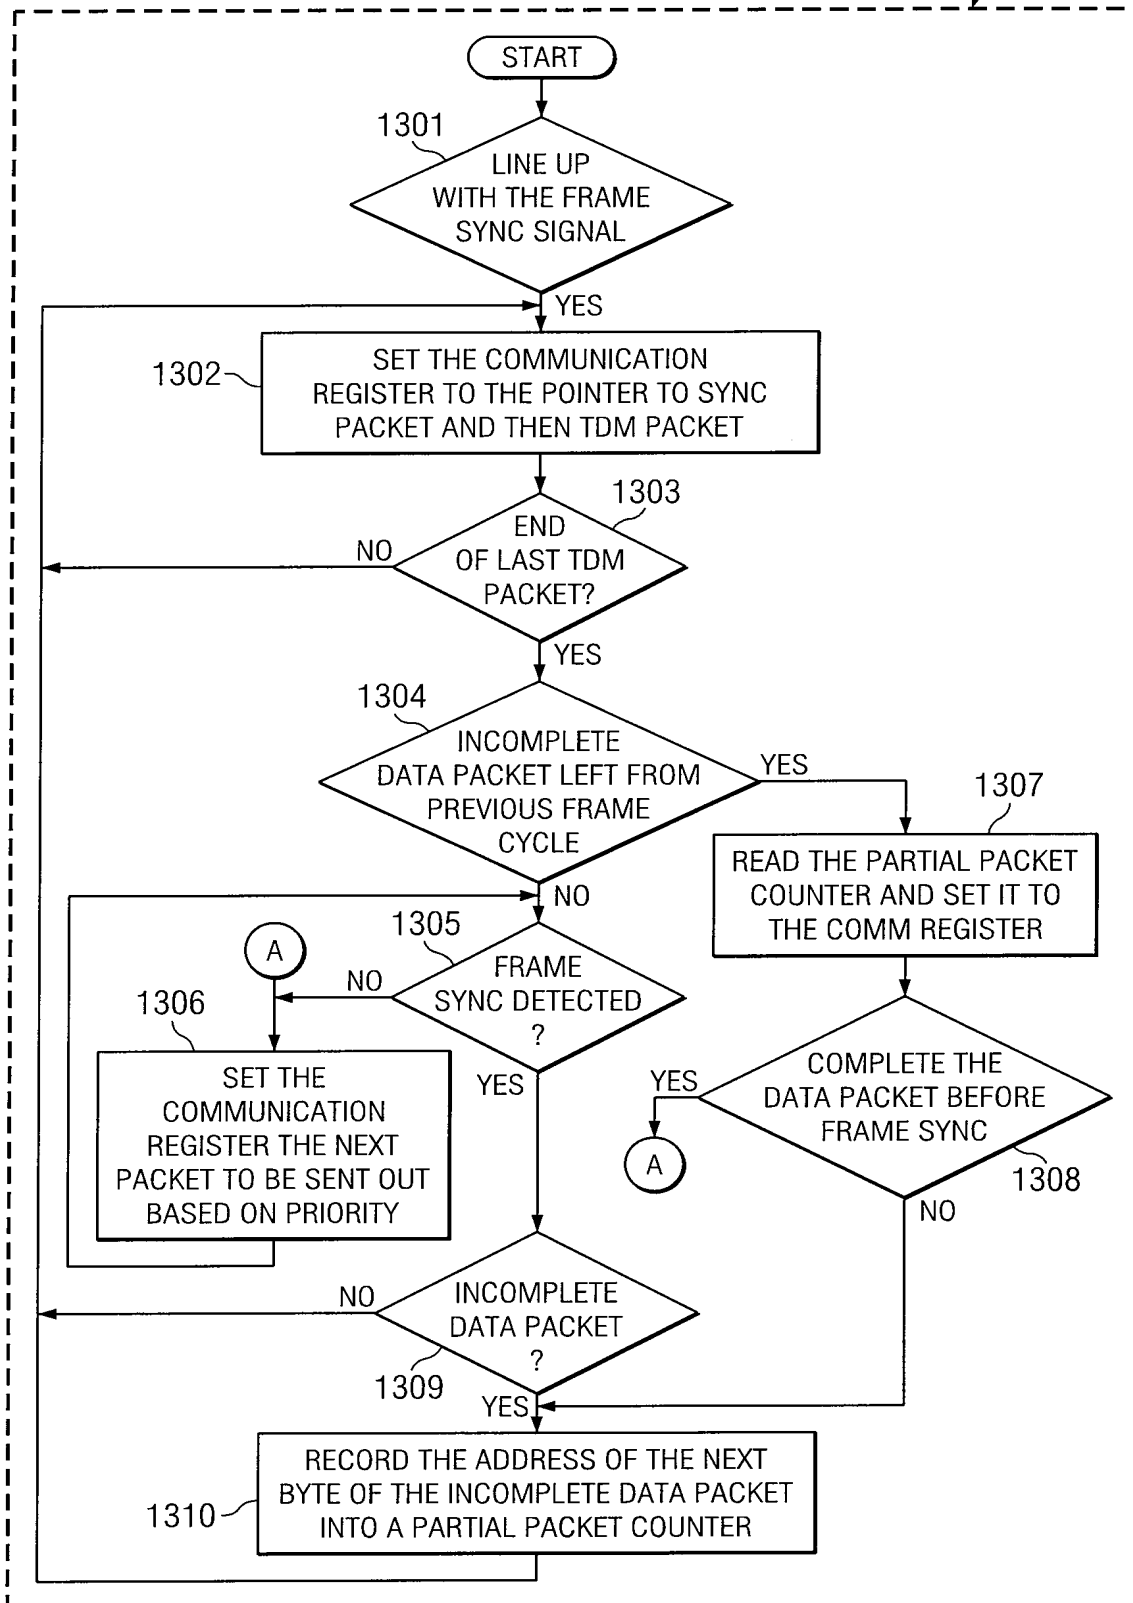 START
1301
LINE UP
WITH THE FRAME
SYNC SIGNAL
YES
1302
SET THE COMMUNICATION
REGISTER TO THE POINTER TO SYNC
PACKET AND THEN TDM PACKET
1303
END
OF LAST TDM
PACKET?
NO
YES
1304
INCOMPLETE
DATA PACKET LEFT FROM
PREVIOUS FRAME
CYCLE
YES
NO
1307
READ THE PARTIAL PACKET
COUNTER AND SET IT TO
THE COMM REGISTER
1305
FRAME
SYNC DETECTED
?
NO
YES
A
1306
SET THE
COMMUNICATION
REGISTER THE NEXT
PACKET TO BE SENT OUT
BASED ON PRIORITY
COMPLETE THE
DATA PACKET BEFORE
FRAME SYNC
1308
YES
A
NO
INCOMPLETE
DATA PACKET
?
NO
1309
YES
RECORD THE ADDRESS OF THE NEXT
BYTE OF THE INCOMPLETE DATA PACKET
INTO A PARTIAL PACKET COUNTER
1310